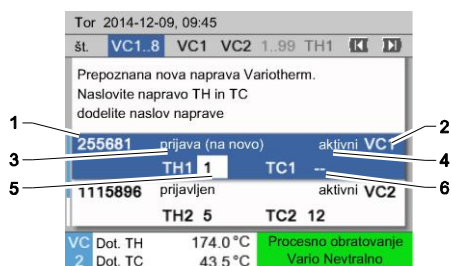 Tor 2014-12-09, 09:45
št. VC1..8 VC1 VC2 1..99 TH1
Prepoznana nova naprava Variotherm.
Naslovite napravo TH in TC
dodelite naslov naprave
1 2
255681 prijava (na novo) aktivni VC1
3 4
TH1 1 TC1 --
5 6
1115896 prijavljen aktivni VC2
TH2 5 TC2 12
VC Dot. TH 174.0 °C Procesno obratovanje
2 Dot. TC 43.5 °C Vario Nevtralno